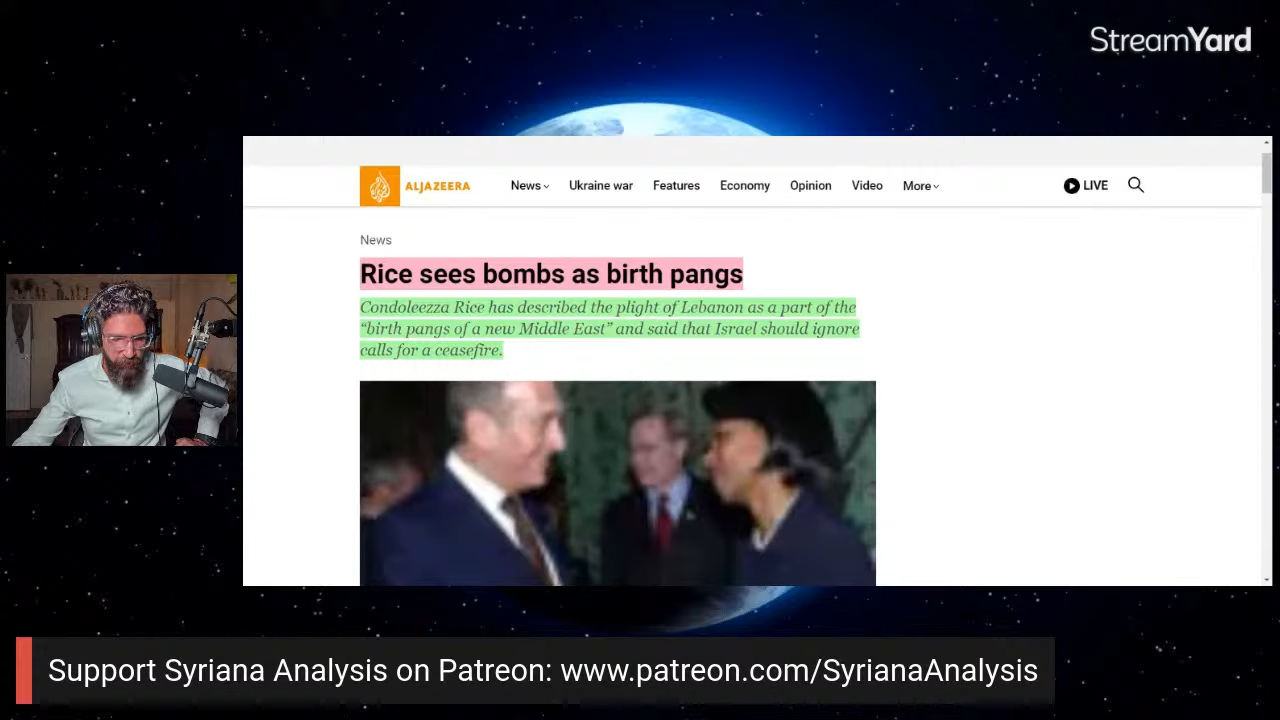 StreamYard
ALJAZEERA
News Ukraine war Features Economy Opinion Video More LIVE
News
Rice sees bombs as birth pangs
Condoleezza Rice has described the plight of Lebanon as a part of the
“birth pangs of a new Middle East” and said that Israel should ignore
calls for a ceasefire.
Support Syriana Analysis on Patreon: www.patreon.com/SyrianaAnalysis